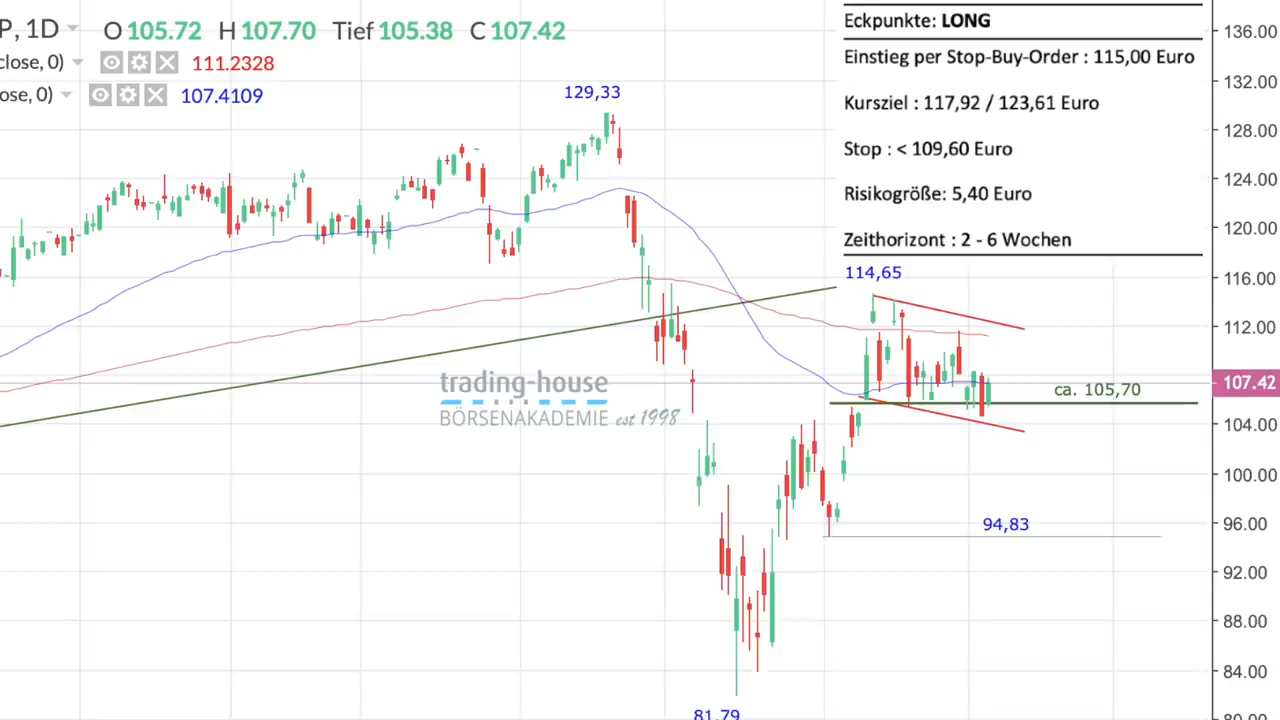 P, 1D O 105.72 H 107.70 Tief 105.38 C 107.42
close, 0) 111.2328
ose, 0) 107.4109
Eckpunkte: LONG
Einstieg per Stop-Buy-Order : 115,00 Euro
Kursziel : 117,92 / 123,61 Euro
Stop : < 109,60 Euro
Risikogröße: 5,40 Euro
Zeithorizont : 2 - 6 Wochen
129,33
114,65
ca. 105,70
94,83
81,79
trading-house
BÖRSENAKADEMIE est 1998
136.00
132.00
128.00
124.00
120.00
116.00
112.00
107.42
104.00
100.00
96.00
92.00
88.00
84.00
80.00